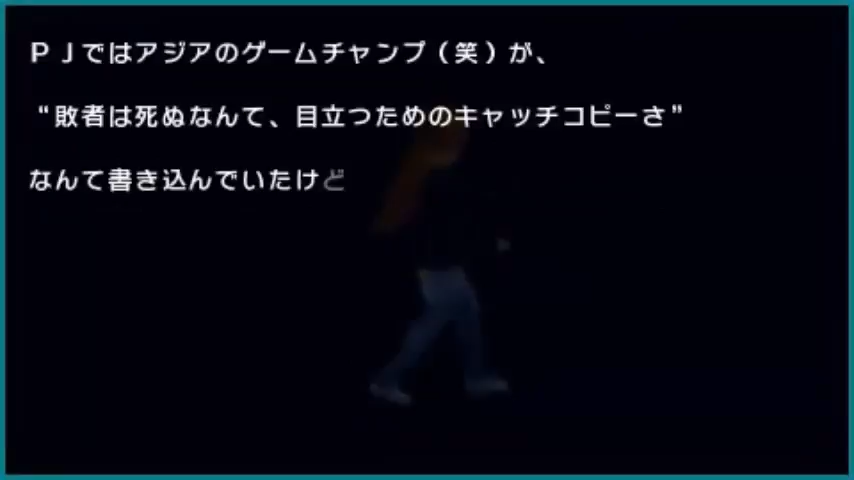 ＰＪではアジアのゲームチャンプ（笑）が、
“敗者は死ぬなんて、目立つためのキャッチコピーさ”
なんて書き込んでいたけど